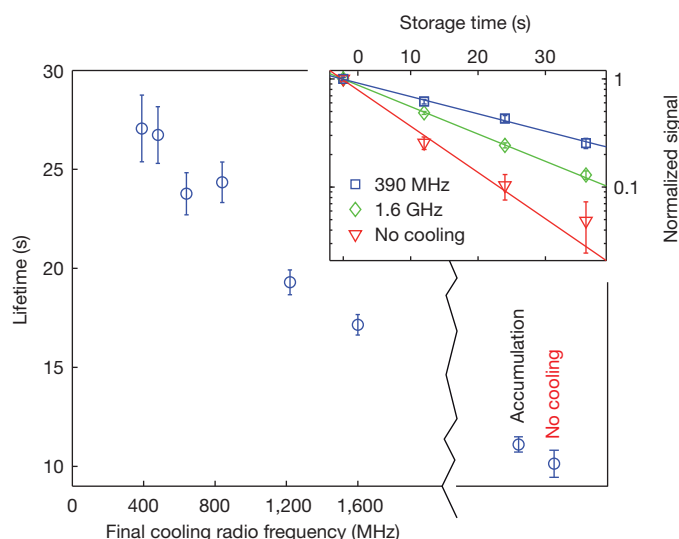 Storage time (s)
0
10
20
30
30
25
20
15
10
Lifetime (s)
1
0.1
Normalized signal
390 MHz
1.6 GHz
No cooling
Accumulation
No cooling
0
400
800
1,200
1,600
Final cooling radio frequency (MHz)